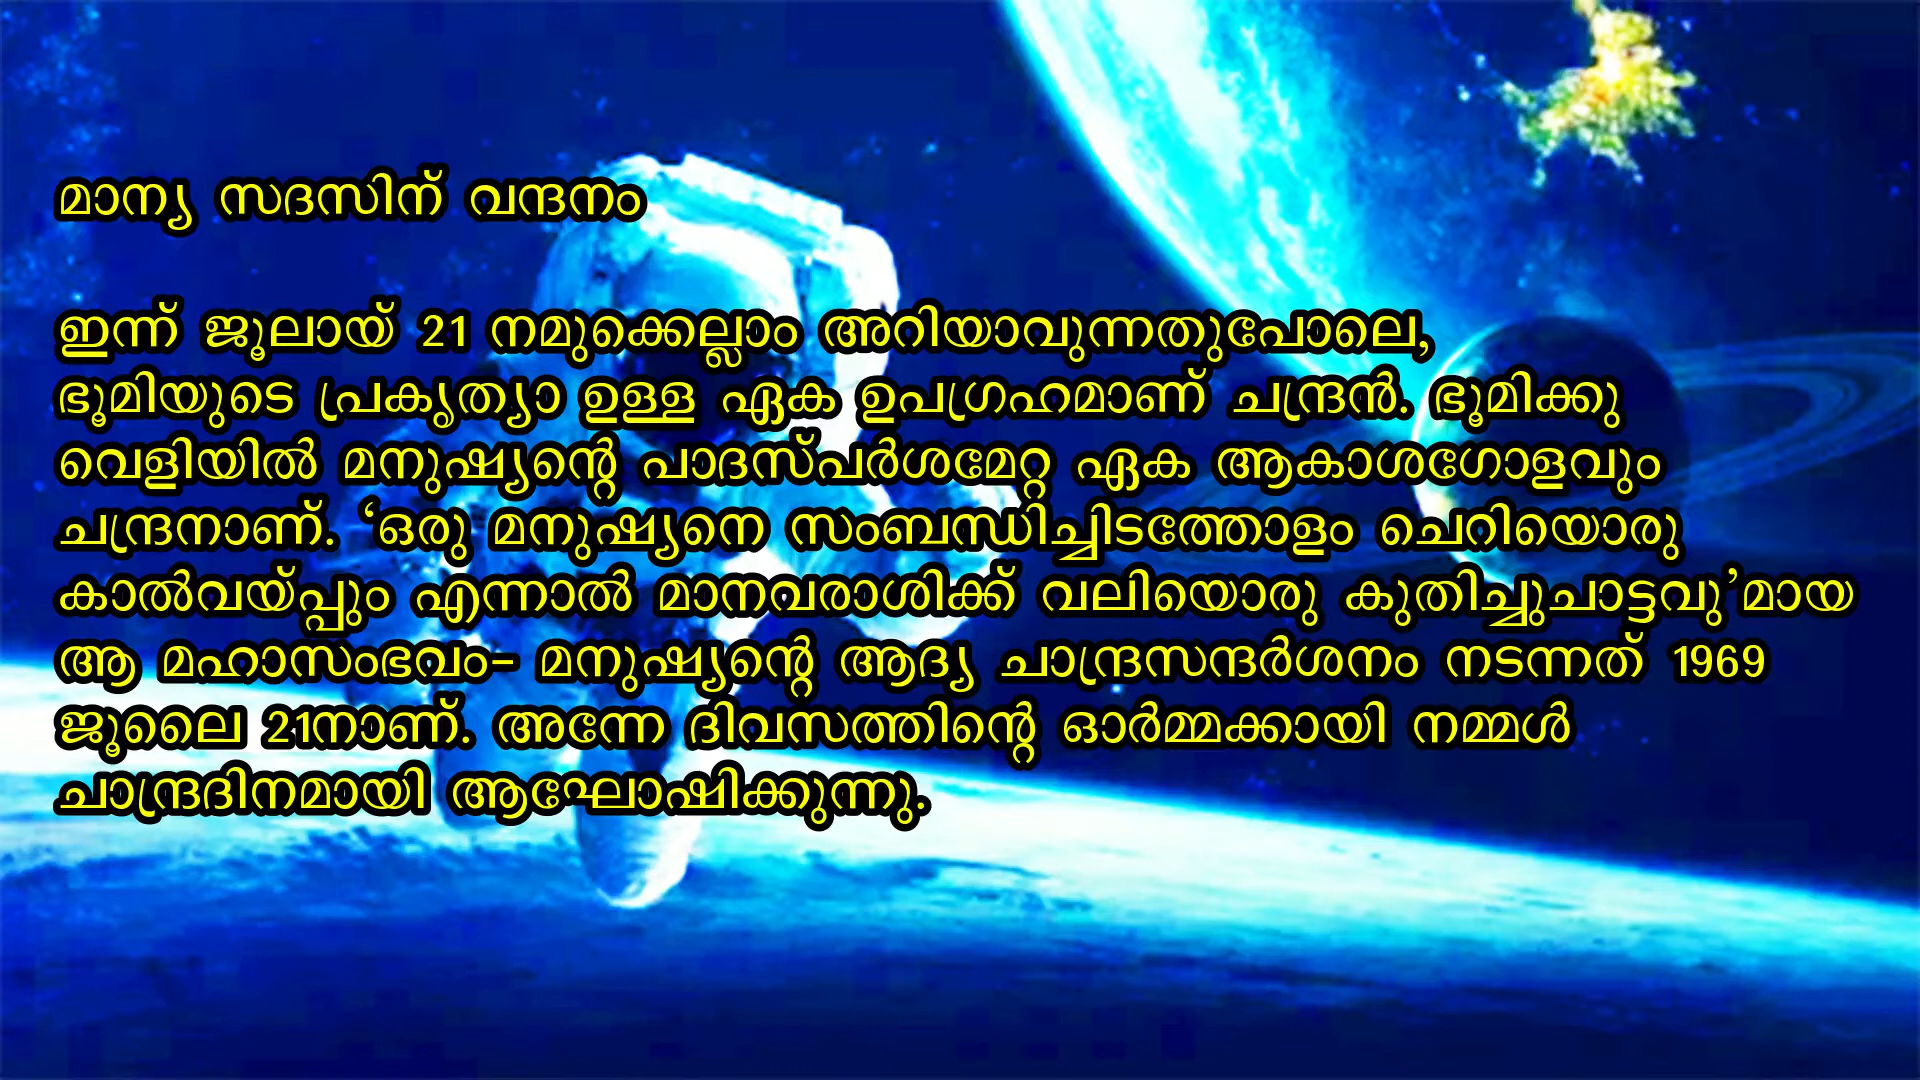 മാന്യ സദസിന് വന്ദനം
ഇന്ന് ജൂലായ് 21 നമുക്കെല്ലാം അറിയാവുന്നതുപോലെ,
ഭൂമിയുടെ പ്രകൃത്യാ ഉള്ള ഏക ഉപഗ്രഹമാണ് ചന്ദ്രൻ. ഭൂമിക്കു
വെളിയിൽ മനുഷ്യന്റെ പാദസ്പർശമേറ്റ ഏക ആകാശഗോളവും
ചന്ദ്രനാണ്. ‘ഒരു മനുഷ്യനെ സംബന്ധിച്ചിടത്തോളം ചെറിയൊരു
കാൽവയ്പ്പും എന്നാൽ മാനവരാശിക്ക് വലിയൊരു കുതിച്ചുചാട്ടവു’മായ
ആ മഹാസംഭവം- മനുഷ്യന്റെ ആദ്യ ചാന്ദ്രസന്ദർശനം നടന്നത് 1969
ജൂലൈ 21നാണ്. അന്നേ ദിവസത്തിന്റെ ഓർമ്മക്കായി നമ്മൾ
ചാന്ദ്രദിനമായി ആഘോഷിക്കുന്നു.